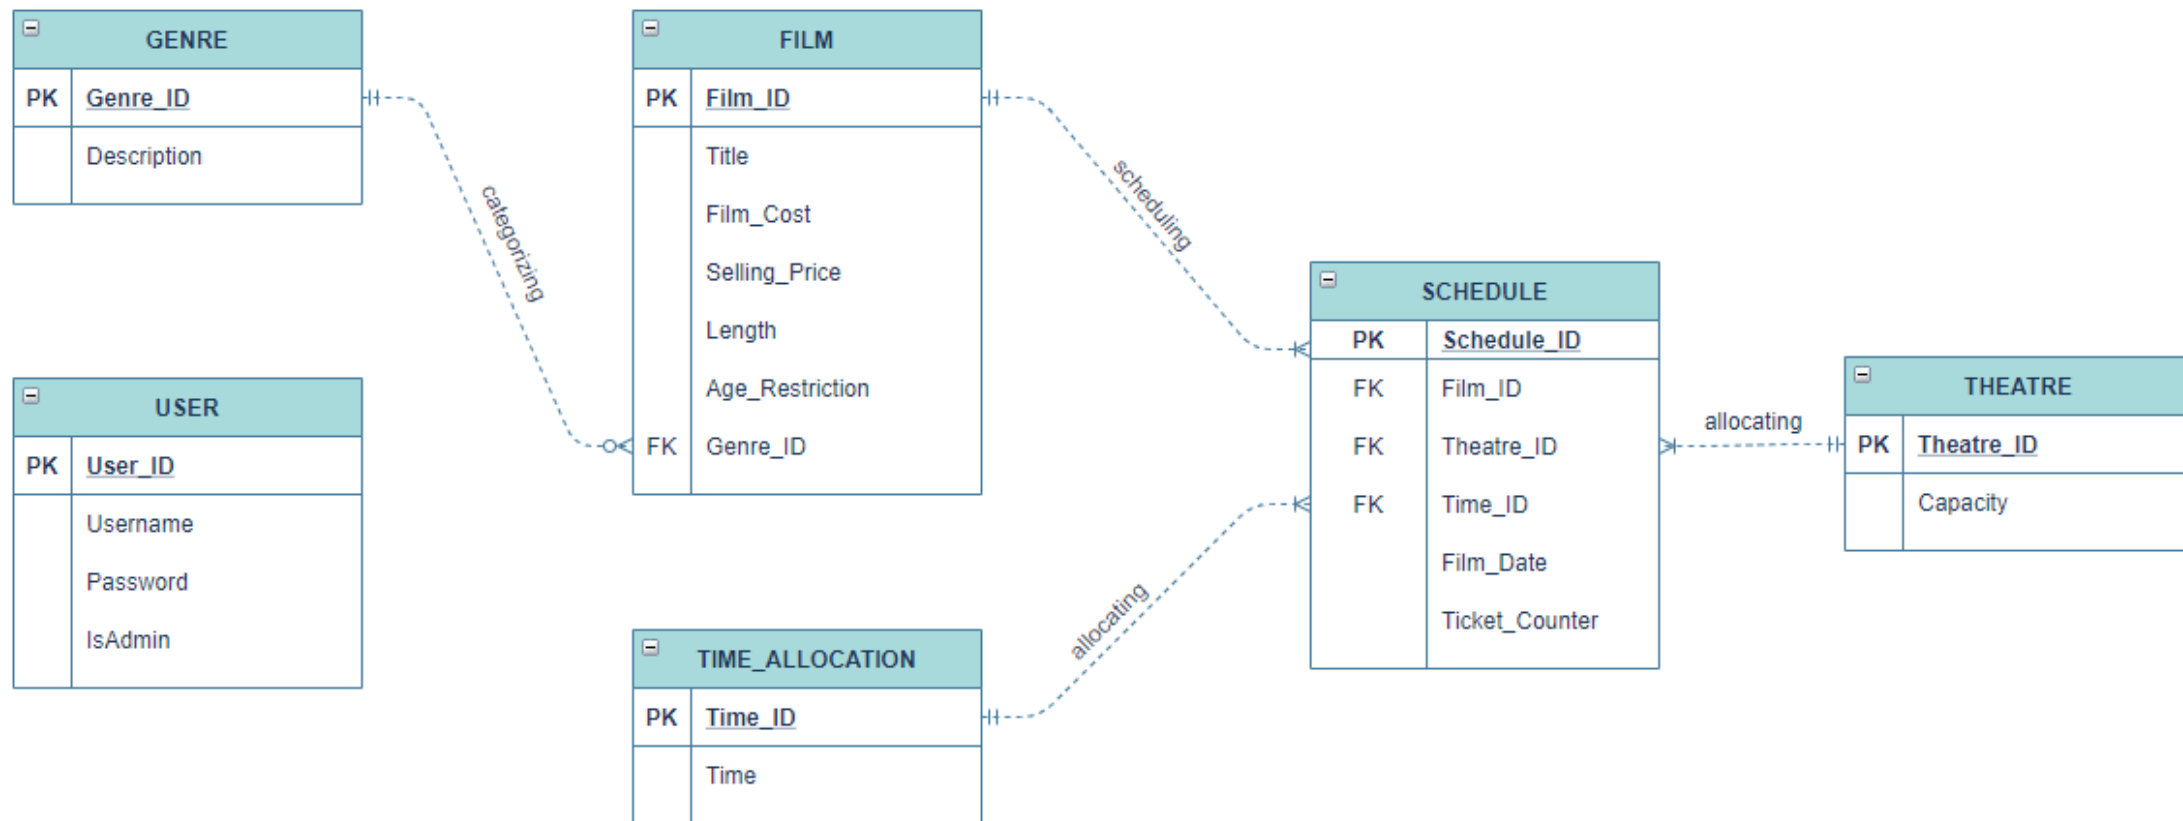 GENRE
PK Genre_ID
Description
categorizing
USER
PK User_ID
Username
Password
IsAdmin
FILM
PK Film_ID
Title
Film_Cost
Selling_Price
Length
Age_Restriction
FK Genre_ID
scheduling
TIME_ALLOCATION
PK Time_ID
Time
allocating
SCHEDULE
PK Schedule_ID
FK Film_ID
FK Theatre_ID
FK Time_ID
Film_Date
Ticket_Counter
allocating
THEATRE
PK Theatre_ID
Capacity